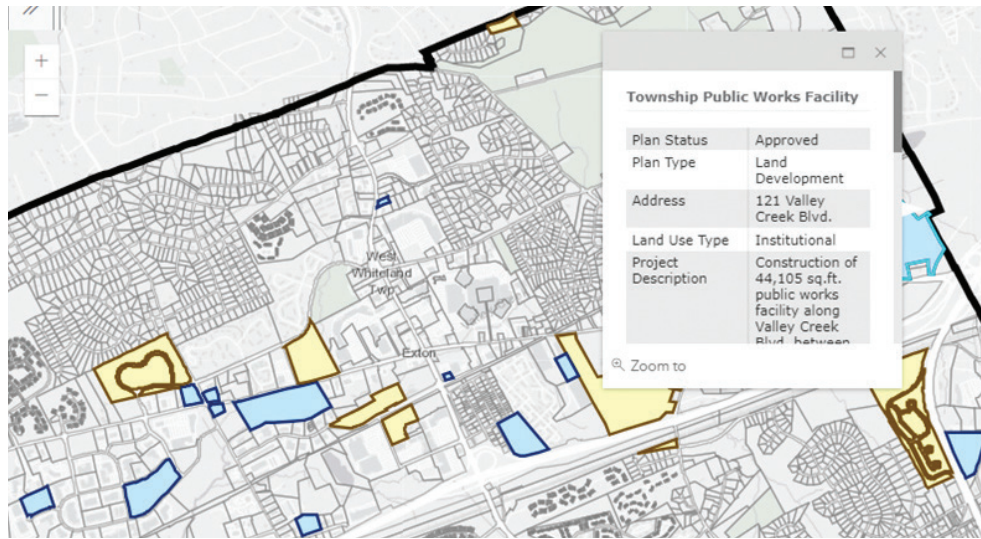 +
−
Township Public Works Facility
Plan Status Approved
Plan Type Land
Development
Address 121 Valley
Creek Blvd.
Land Use Type Institutional
Project Construction of
Description 44,105 sq.ft.
public works
facility along
Valley Creek
Blvd. between
Zoom to
West
Whiteland
Twp
Exton